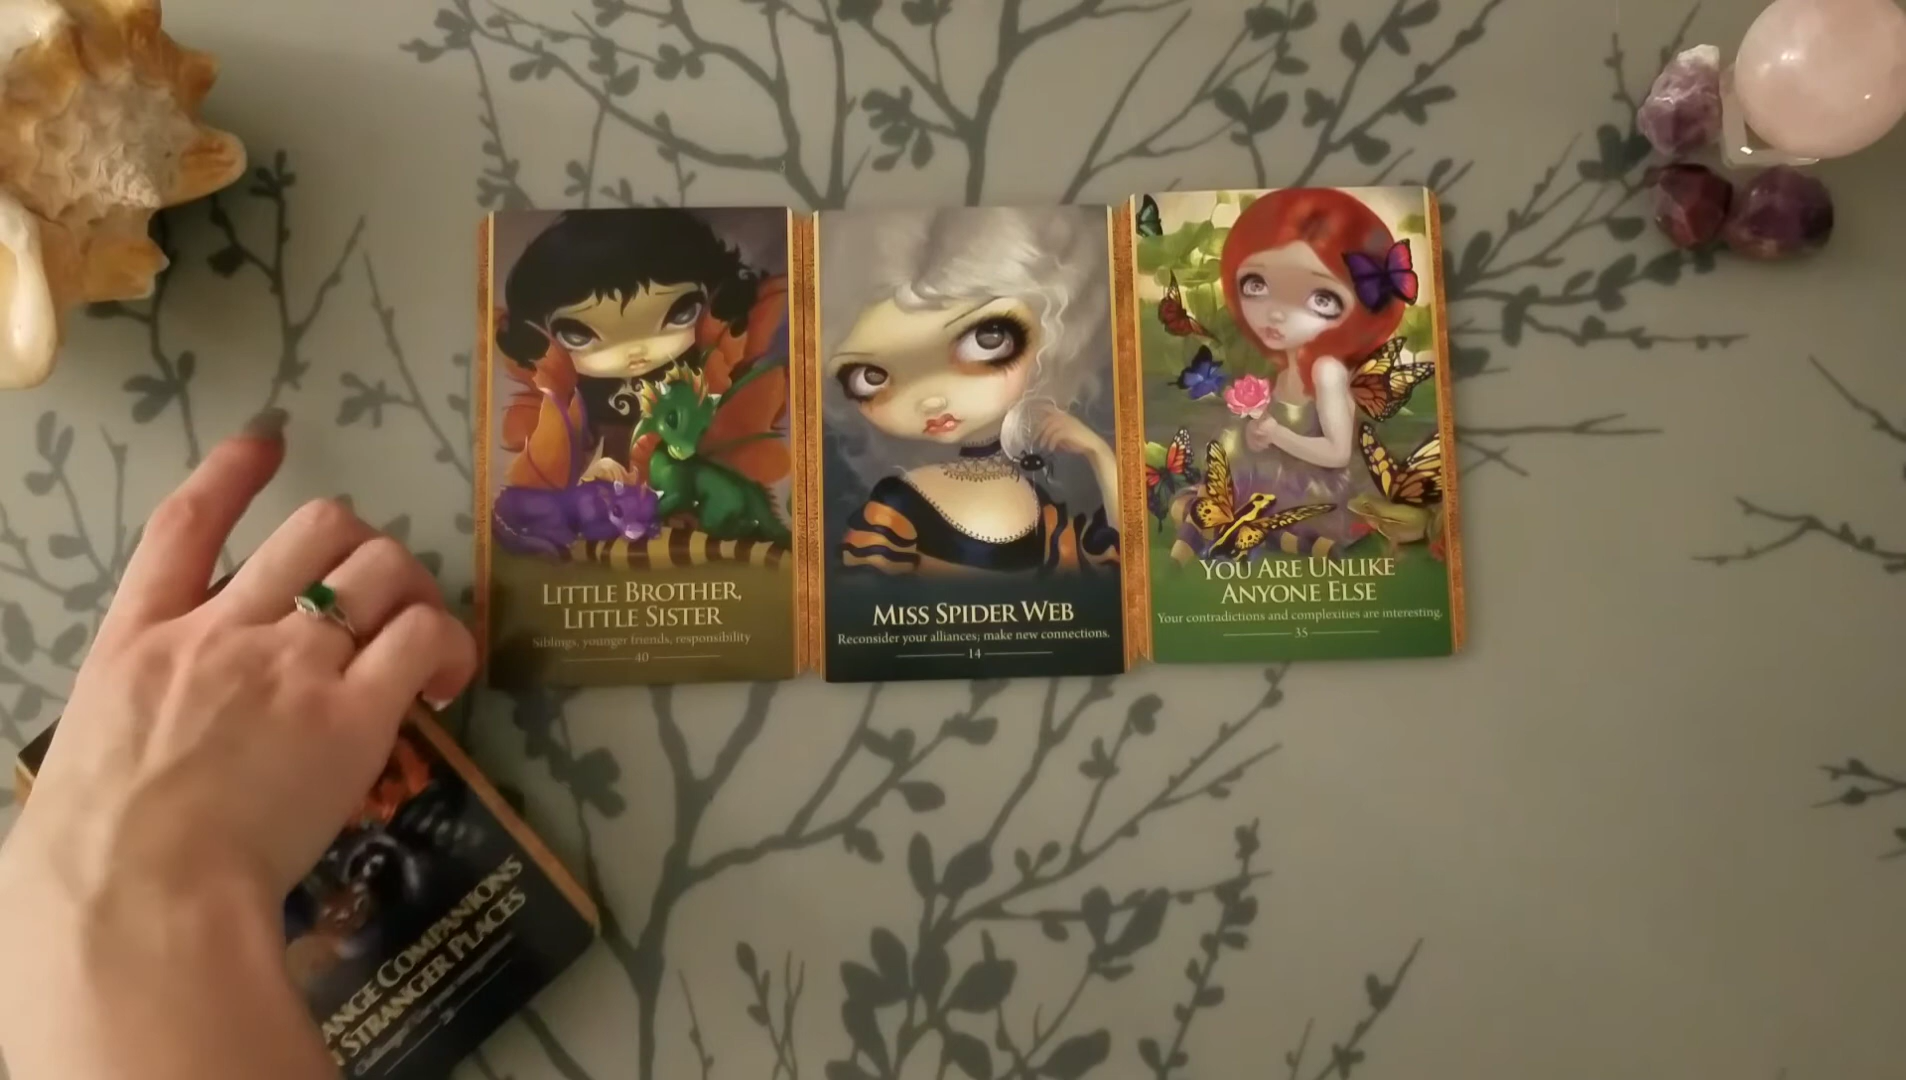 LITTLE BROTHER,
LITTLE SISTER
Siblings, younger friends, responsibility
40
MISS SPIDER WEB
Reconsider your alliances; make new connections.
14
YOU ARE UNLIKE
ANYONE ELSE
Your contradictions and complexities are interesting.
35
COMPANIONS
STRANGER PLACES